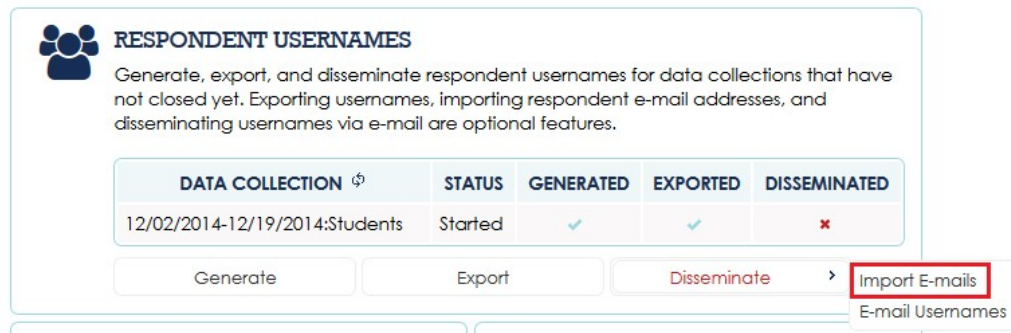 RESPONDENT USERNAMES
Generate, export, and disseminate respondent usernames for data collections that have
not closed yet. Exporting usernames, importing respondent e-mail addresses, and
disseminating usernames via e-mail are optional features.
DATA COLLECTION STATUS GENERATED EXPORTED DISSEMINATED
12/02/2014-12/19/2014:Students Started
Generate Export Disseminate Import E-mails
E-mail Usernames